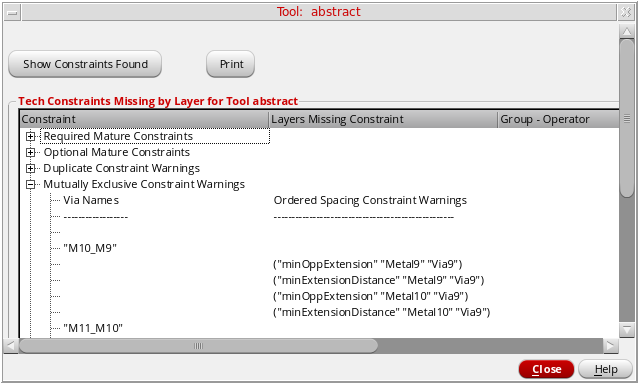 Tool: abstract
Show Constraints Found
Print
Tech Constraints Missing by Layer for Tool abstract
Constraint Layers Missing Constraint Group - Operator
Required Mature Constraints
Optional Mature Constraints
Duplicate Constraint Warnings
Mutually Exclusive Constraint Warnings
Via Names Ordered Spacing Constraint Warnings
------------------ --------------------------------------------------
"M10_M9"
("minOppExtension" "Metal9" "Via9")
("minExtensionDistance" "Metal9" "Via9")
("minOppExtension" "Metal10" "Via9")
("minExtensionDistance" "Metal10" "Via9")
"M11_M10"
Close
Help